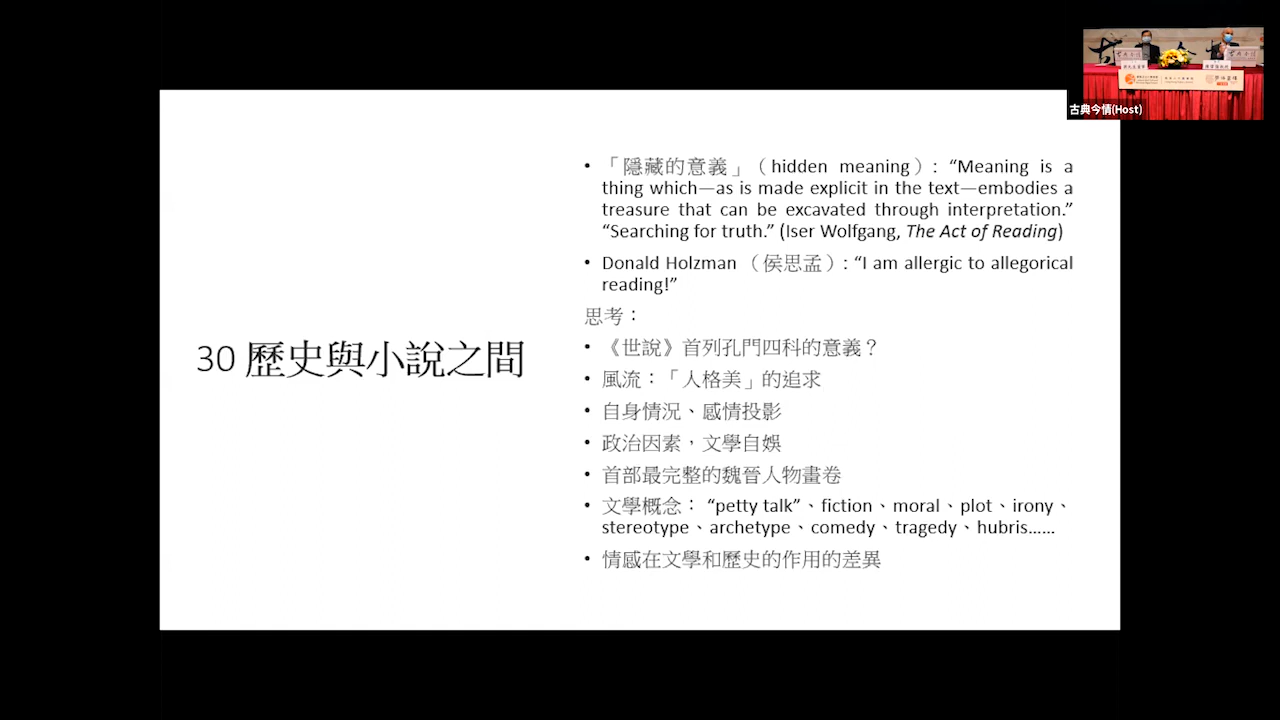 古典今情(Host)
30 歷史與小說之間
• 「隱藏的意義」（hidden meaning）: “Meaning is a
thing which—as is made explicit in the text—embodies a
treasure that can be excavated through interpretation.”
“Searching for truth.” (Iser Wolfgang, The Act of Reading)
• Donald Holzman （侯思孟）: “I am allergic to allegorical
reading!”
思考：
• 《世說》首列孔門四科的意義？
• 風流：「人格美」的追求
• 自身情況、感情投影
• 政治因素，文學自娛
• 首部最完整的魏晉人物畫卷
• 文學概念： “petty talk”、fiction、moral、plot、irony、
stereotype、archetype、comedy、tragedy、hubris……
• 情感在文學和歷史的作用的差異